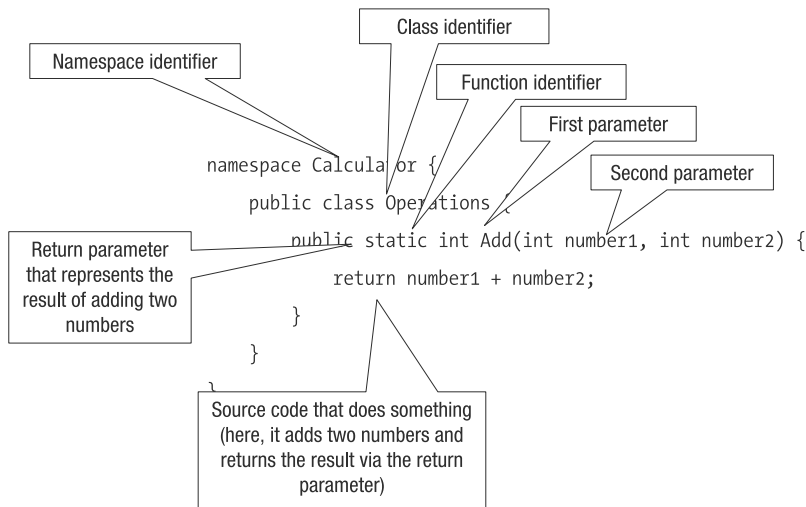 Class identifier
Namespace identifier
Function identifier
First parameter
Second parameter
namespace Calculator {
public class Operations {
public static int Add(int number1, int number2) {
return number1 + number2;
}
}
}
Return parameter
that represents the
result of adding two
numbers
Source code that does something
(here, it adds two numbers and
returns the result via the return
parameter)